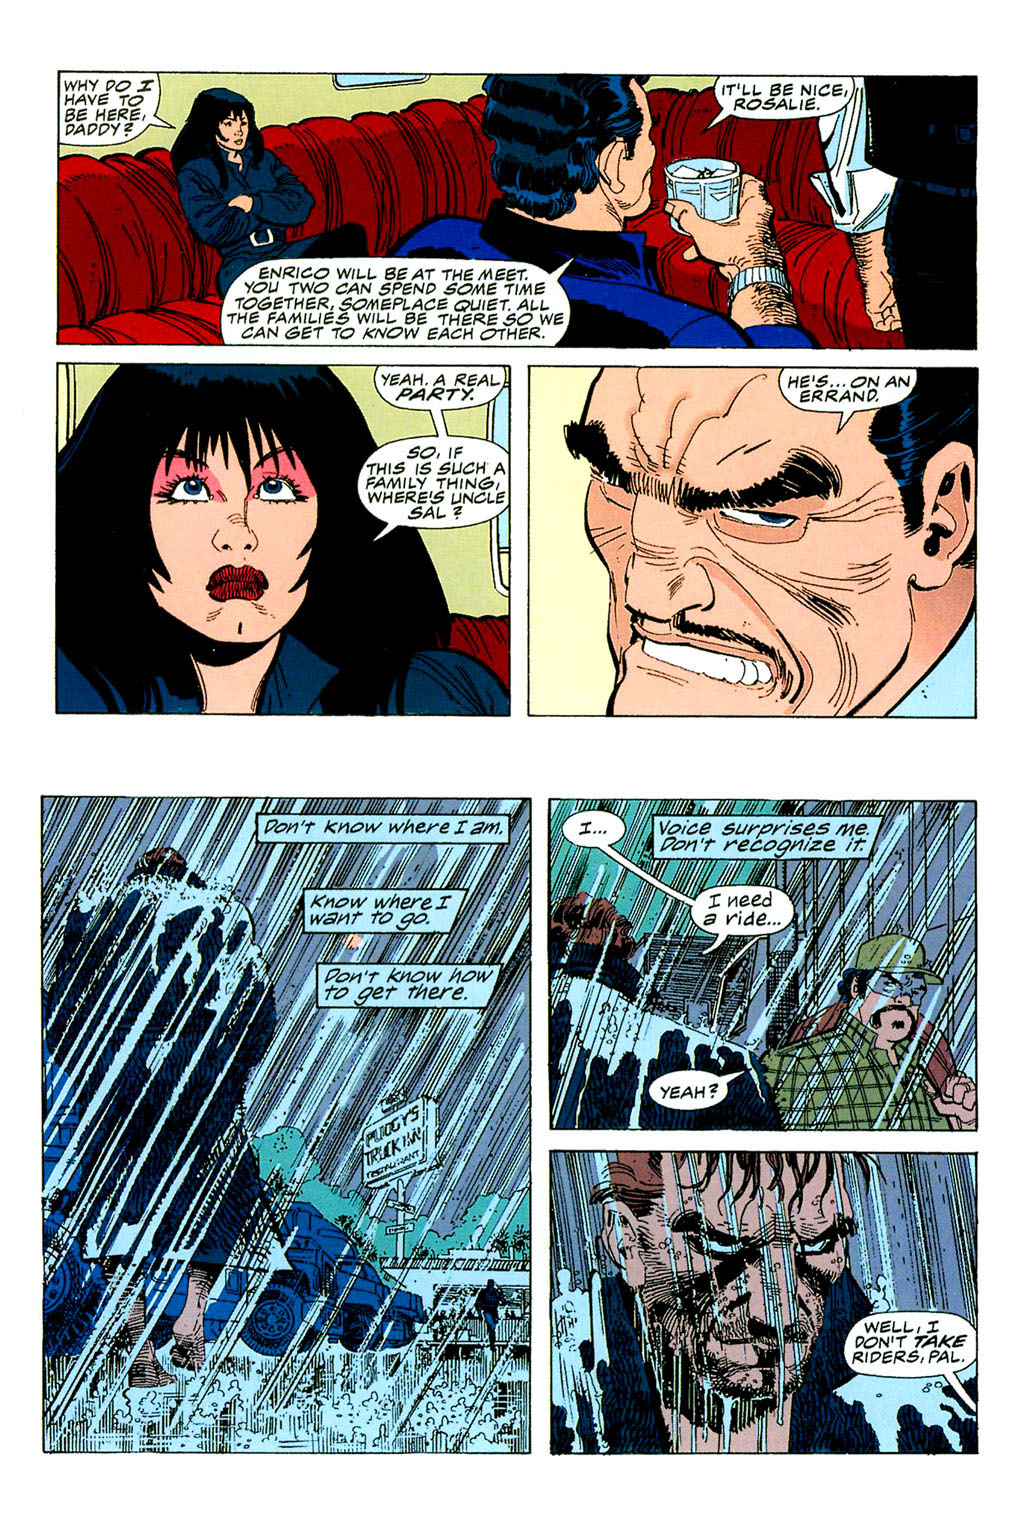 WHY DO I
HAVE TO
BE HERE,
DADDY?
IT'LL BE NICE,
ROSALIE.
ENRICO WILL BE AT THE MEET.
YOU TWO CAN SPEND SOME TIME
TOGETHER, SOMEPLACE QUIET. ALL
THE FAMILIES WILL BE THERE SO WE
CAN GET TO KNOW EACH OTHER.
YEAH. A REAL
PARTY.
SO, IF
THIS IS SUCH A
FAMILY THING,
WHERE'S UNCLE
SAL?
HE'S... ON AN
ERRAND.
Don't know where I am.
Know where I
want to go.
Don't know how
to get there.
PUDGY'S
TRUCK INN
RESTAURANT
I...
Voice surprises me.
Don't recognize it.
I need
a ride...
YEAH?
WELL, I
DON'T TAKE
RIDERS, PAL.